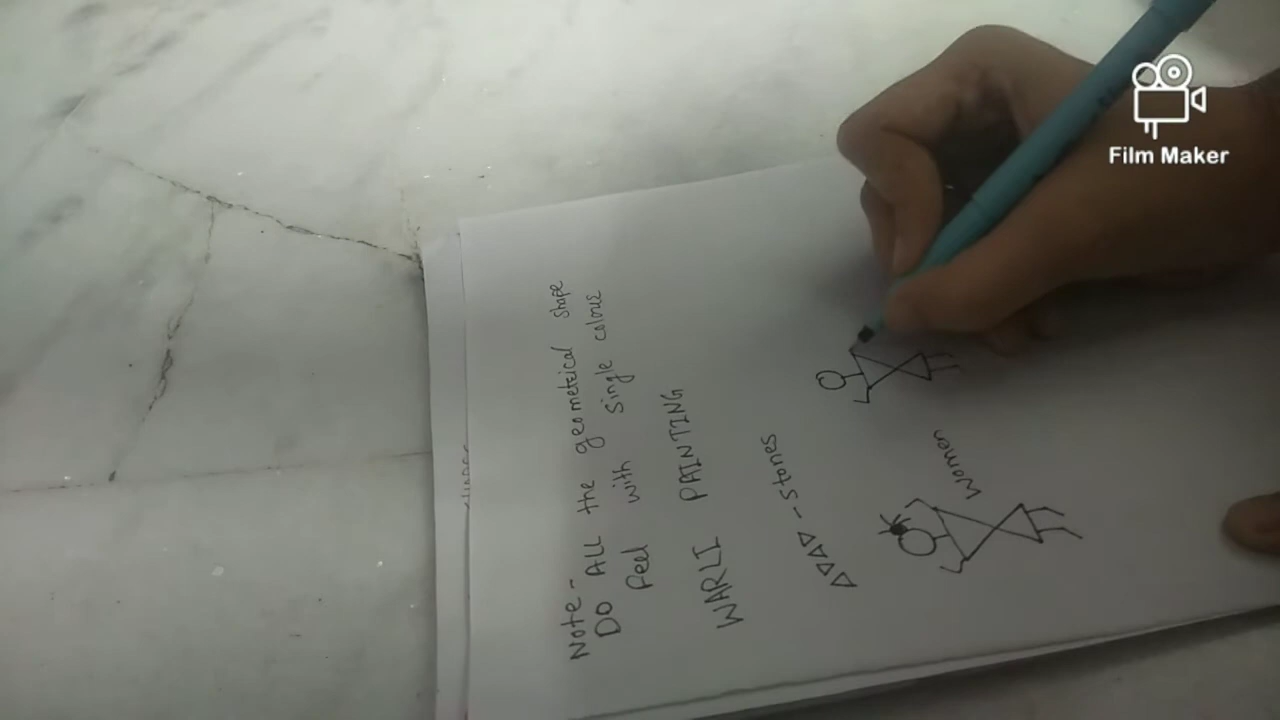 Note -
DO ALL the geometrical shape
feel with single colour
WARLI PAINTING
- Stones
Women
Film Maker